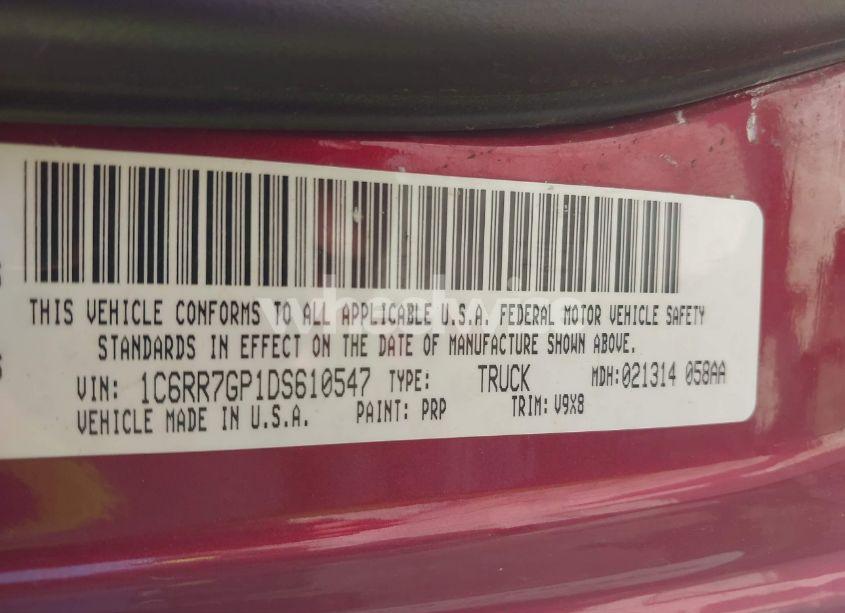 THIS VEHICLE CONFORMS TO ALL APPLICABLE U.S.A. FEDERAL MOTOR VEHICLE SAFETY
STANDARDS IN EFFECT ON THE DATE OF MANUFACTURE SHOWN ABOVE.
VIN: 1C6RR7GP1DS610547 TYPE: TRUCK MDH:021314 058AA
VEHICLE MADE IN U.S.A. PAINT: PRP TRIM: V9X8